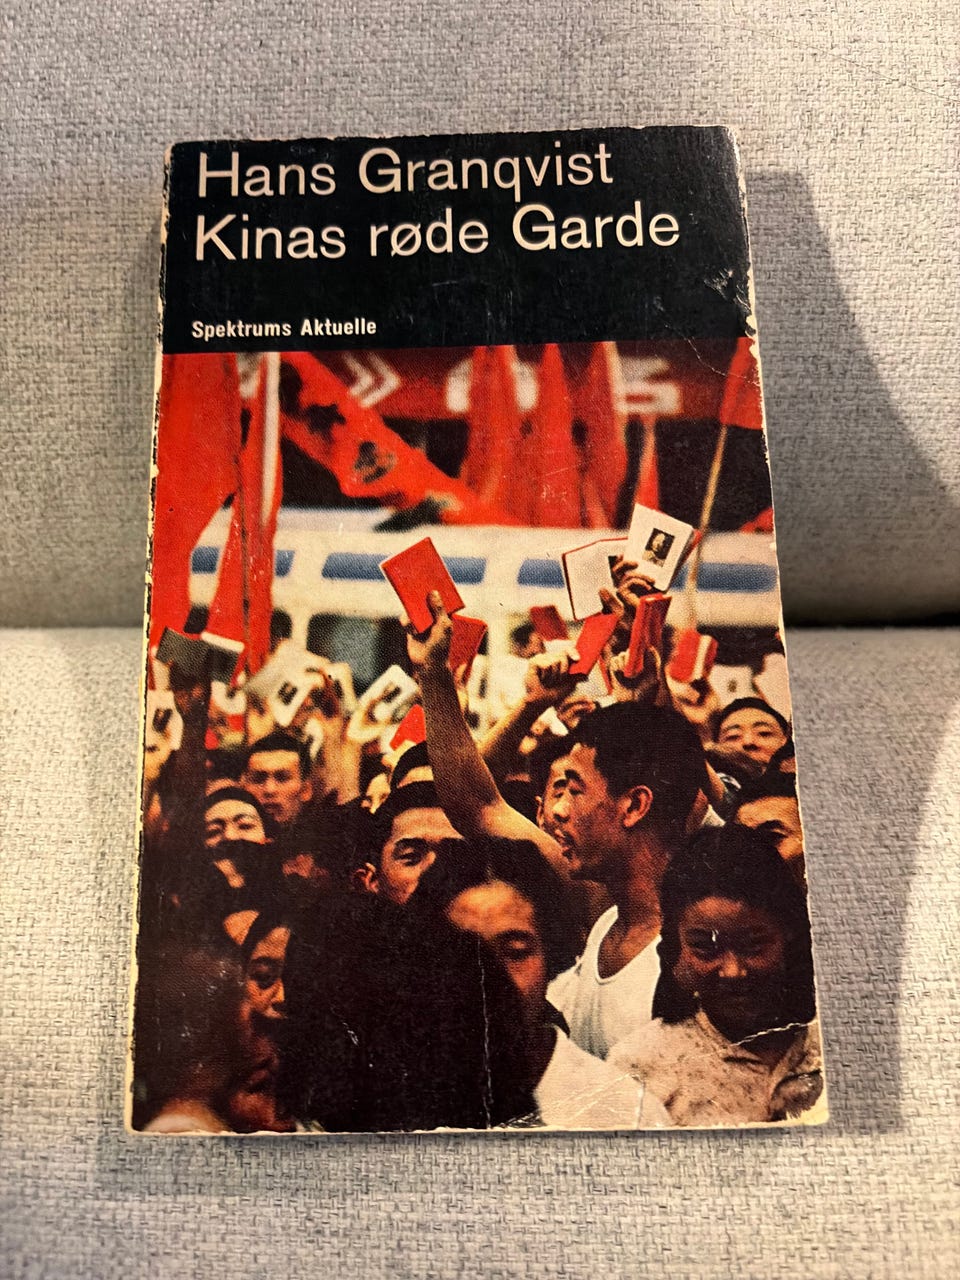 Hans Granqvist
Kinas røde Garde
Spektrums Aktuelle